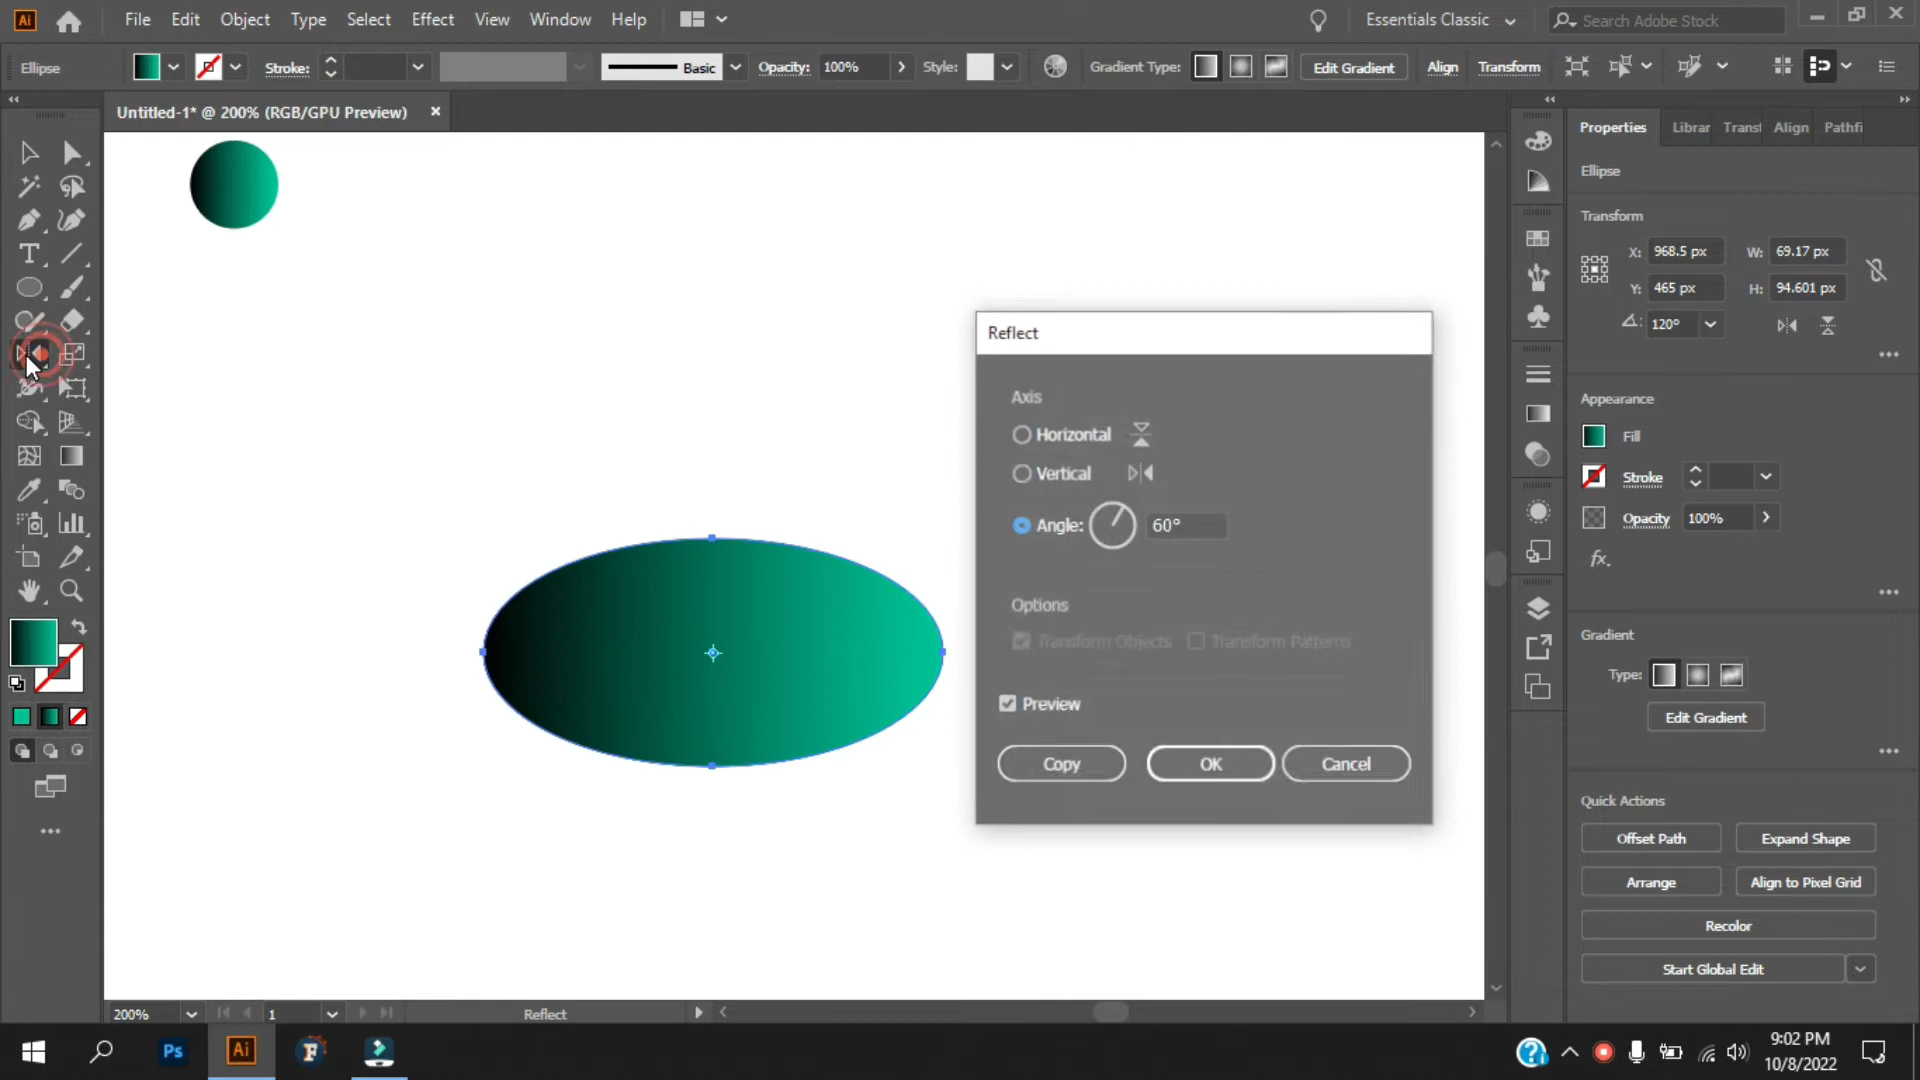 Ai File Edit Object Type Select Effect View Window Help Essentials Classic Search Adobe Stock
Ellipse Stroke: Basic Opacity: 100% Style: Gradient Type: Edit Gradient Align Transform
Untitled-1* @ 200% (RGB/GPU Preview) ×
Properties Librar Transf Align Pathfi
Ellipse
Transform
X: 968.5 px W: 69.17 px
Y: 465 px H: 94.601 px
120°
Reflect
Axis
Horizontal
Vertical
Angle: 60°
Options
Transform Objects Transform Patterns
Preview
Copy OK Cancel
Appearance
Fill
Stroke
Opacity 100%
fx.
Gradient
Type:
Edit Gradient
Quick Actions
Offset Path Expand Shape
Arrange Align to Pixel Grid
Recolor
Start Global Edit
200% 1 Reflect
Ps Ai F 9:02 PM
10/8/2022